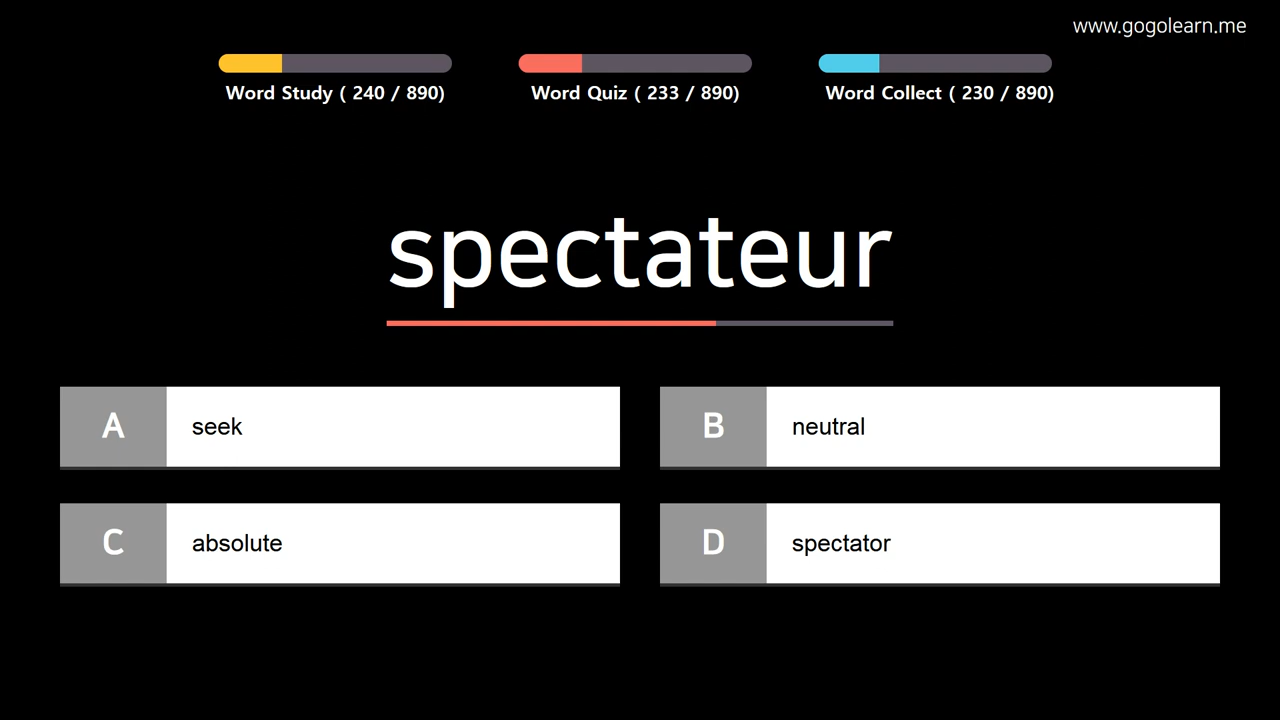 www.gogolearn.me
Word Study ( 240 / 890)
Word Quiz ( 233 / 890)
Word Collect ( 230 / 890)
spectateur
A seek
B neutral
C absolute
D spectator